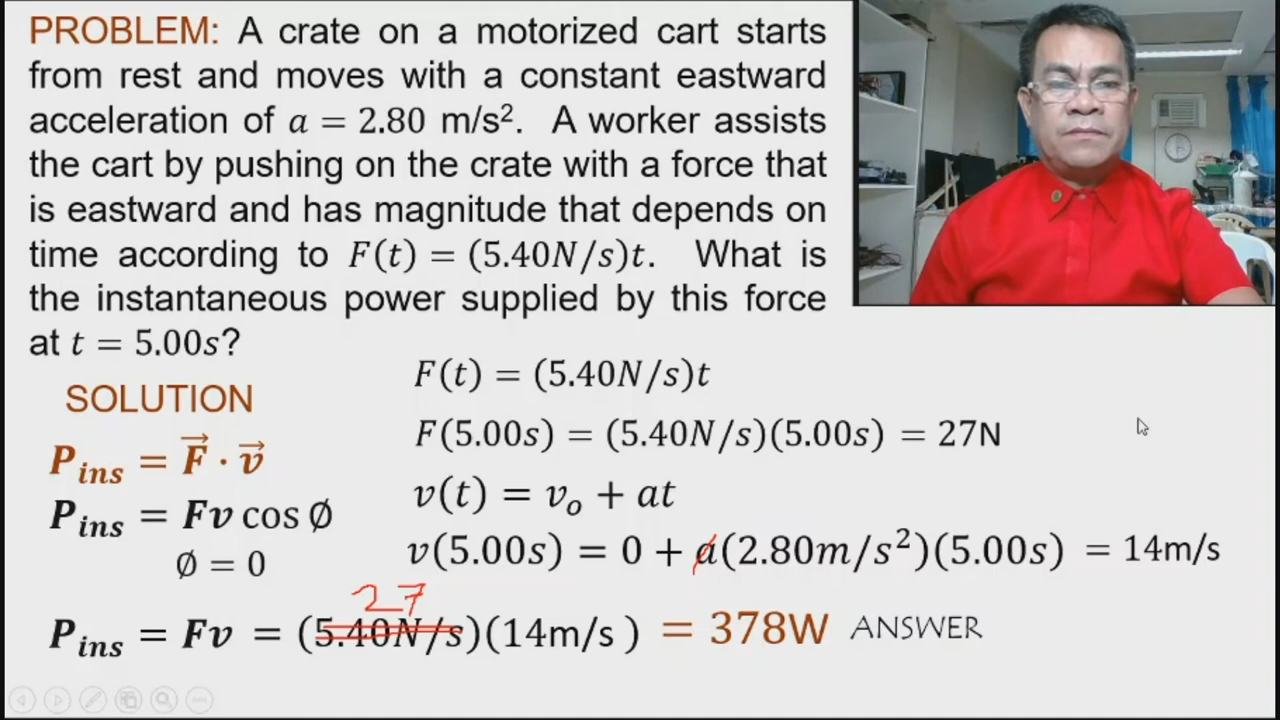 PROBLEM: A crate on a motorized cart starts
from rest and moves with a constant eastward
acceleration of a = 2.80 m/s². A worker assists
the cart by pushing on the crate with a force that
is eastward and has magnitude that depends on
time according to F(t) = (5.40N/s)t. What is
the instantaneous power supplied by this force
at t = 5.00s?
SOLUTION
P_ins = F⃗ · v⃗
P_ins = Fv cos ∅
∅ = 0
F(t) = (5.40N/s)t
F(5.00s) = (5.40N/s)(5.00s) = 27N
v(t) = v_o + at
v(5.00s) = 0 + a(2.80m/s²)(5.00s) = 14m/s
27
P_ins = Fv = (5.40N/s)(14m/s ) = 378W ANSWER